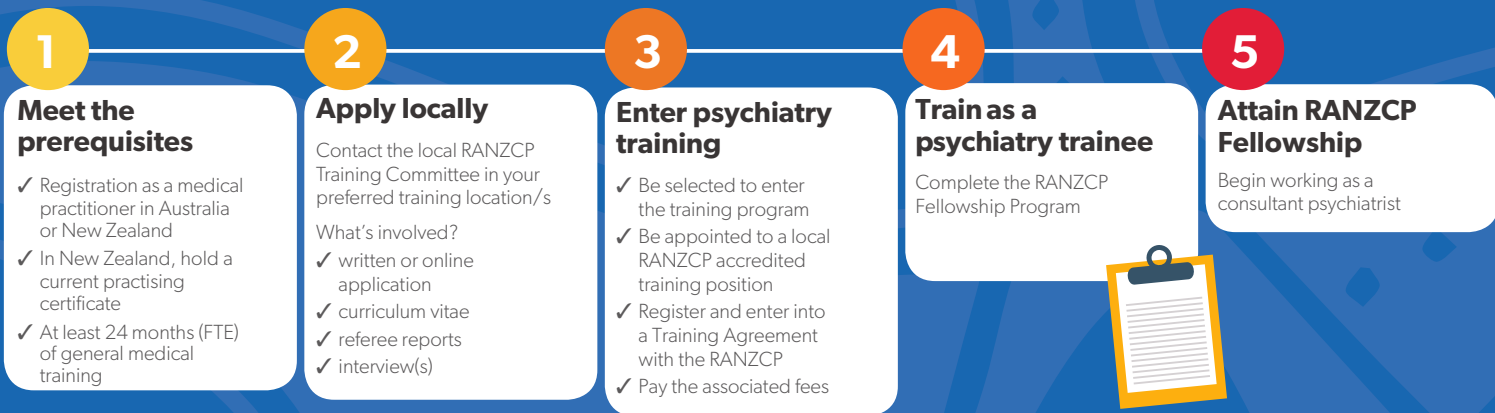 1
Meet the
prerequisites
✓ Registration as a medical
practitioner in Australia
or New Zealand
✓ In New Zealand, hold a
current practising
certificate
✓ At least 24 months (FTE)
of general medical
training
2
Apply locally
Contact the local RANZCP
Training Committee in your
preferred training location/s
What's involved?
✓ written or online
application
✓ curriculum vitae
✓ referee reports
✓ interview(s)
3
Enter psychiatry
training
✓ Be selected to enter
the training program
✓ Be appointed to a local
RANZCP accredited
training position
✓ Register and enter into
a Training Agreement
with the RANZCP
✓ Pay the associated fees
4
Train as a
psychiatry trainee
Complete the RANZCP
Fellowship Program
5
Attain RANZCP
Fellowship
Begin working as a
consultant psychiatrist